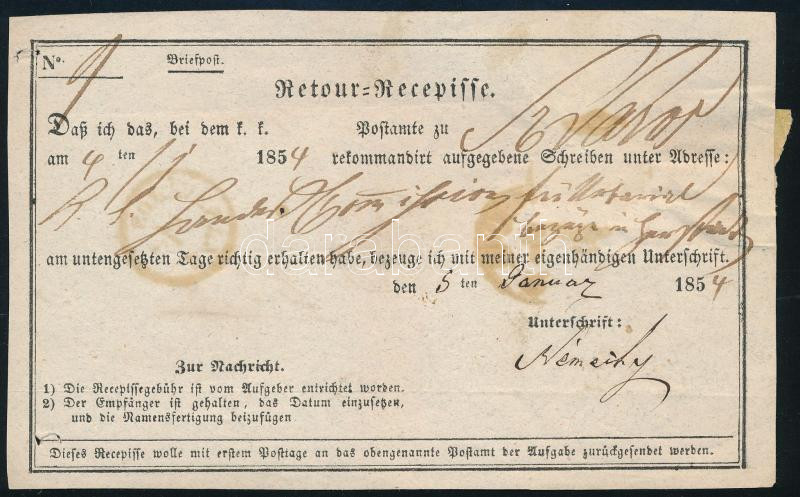 No.
Briefpost.
Retour=Recepisse.
Daß ich das, bei dem k. k. Postamte zu
am 4 ten 1854 rekommandirt aufgegebene Schreiben unter Adresse:
am untengesetzten Tage richtig erhalten habe, bezeuge ich mit meiner eigenhändigen Unterschrift.
den 5 ten Januar 1854
Unterschrift:
Zur Nachricht.
1) Die Recepissegebühr ist vom Aufgeber entrichtet worden.
2) Der Empfänger ist gehalten, das Datum einzusetzen,
und die Namensfertigung beizufügen
Dieses Recepisse wolle mit erstem Posttage an das obengenannte Postamt der Aufgabe zurückgesendet werden.
darabanth